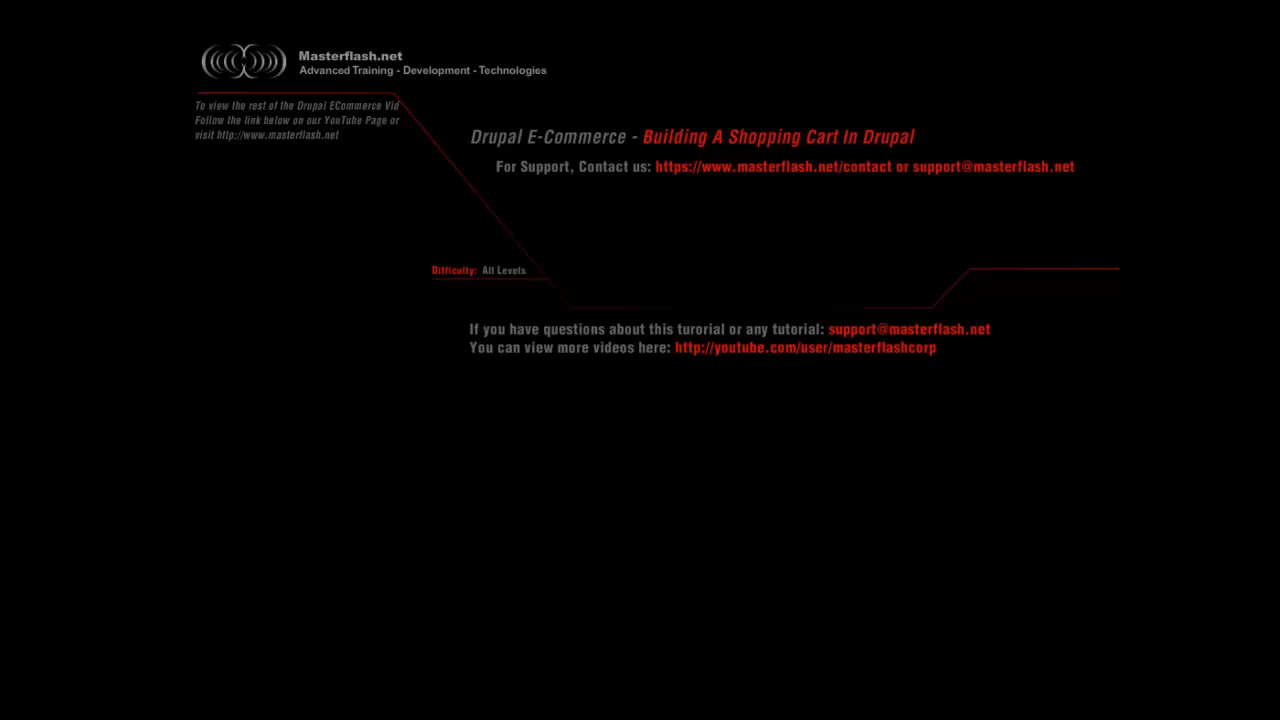 Masterflash.net
Advanced Training - Development - Technologies
To view the rest of the Drupal ECommerce Vid
Follow the link below on our YouTube Page or
visit http://www.masterflash.net
Drupal E-Commerce - Building A Shopping Cart In Drupal
For Support, Contact us: https://www.masterflash.net/contact or support@masterflash.net
Difficulty: All Levels
If you have questions about this turorial or any tutorial: support@masterflash.net
You can view more videos here: http://youtube.com/user/masterflashcorp